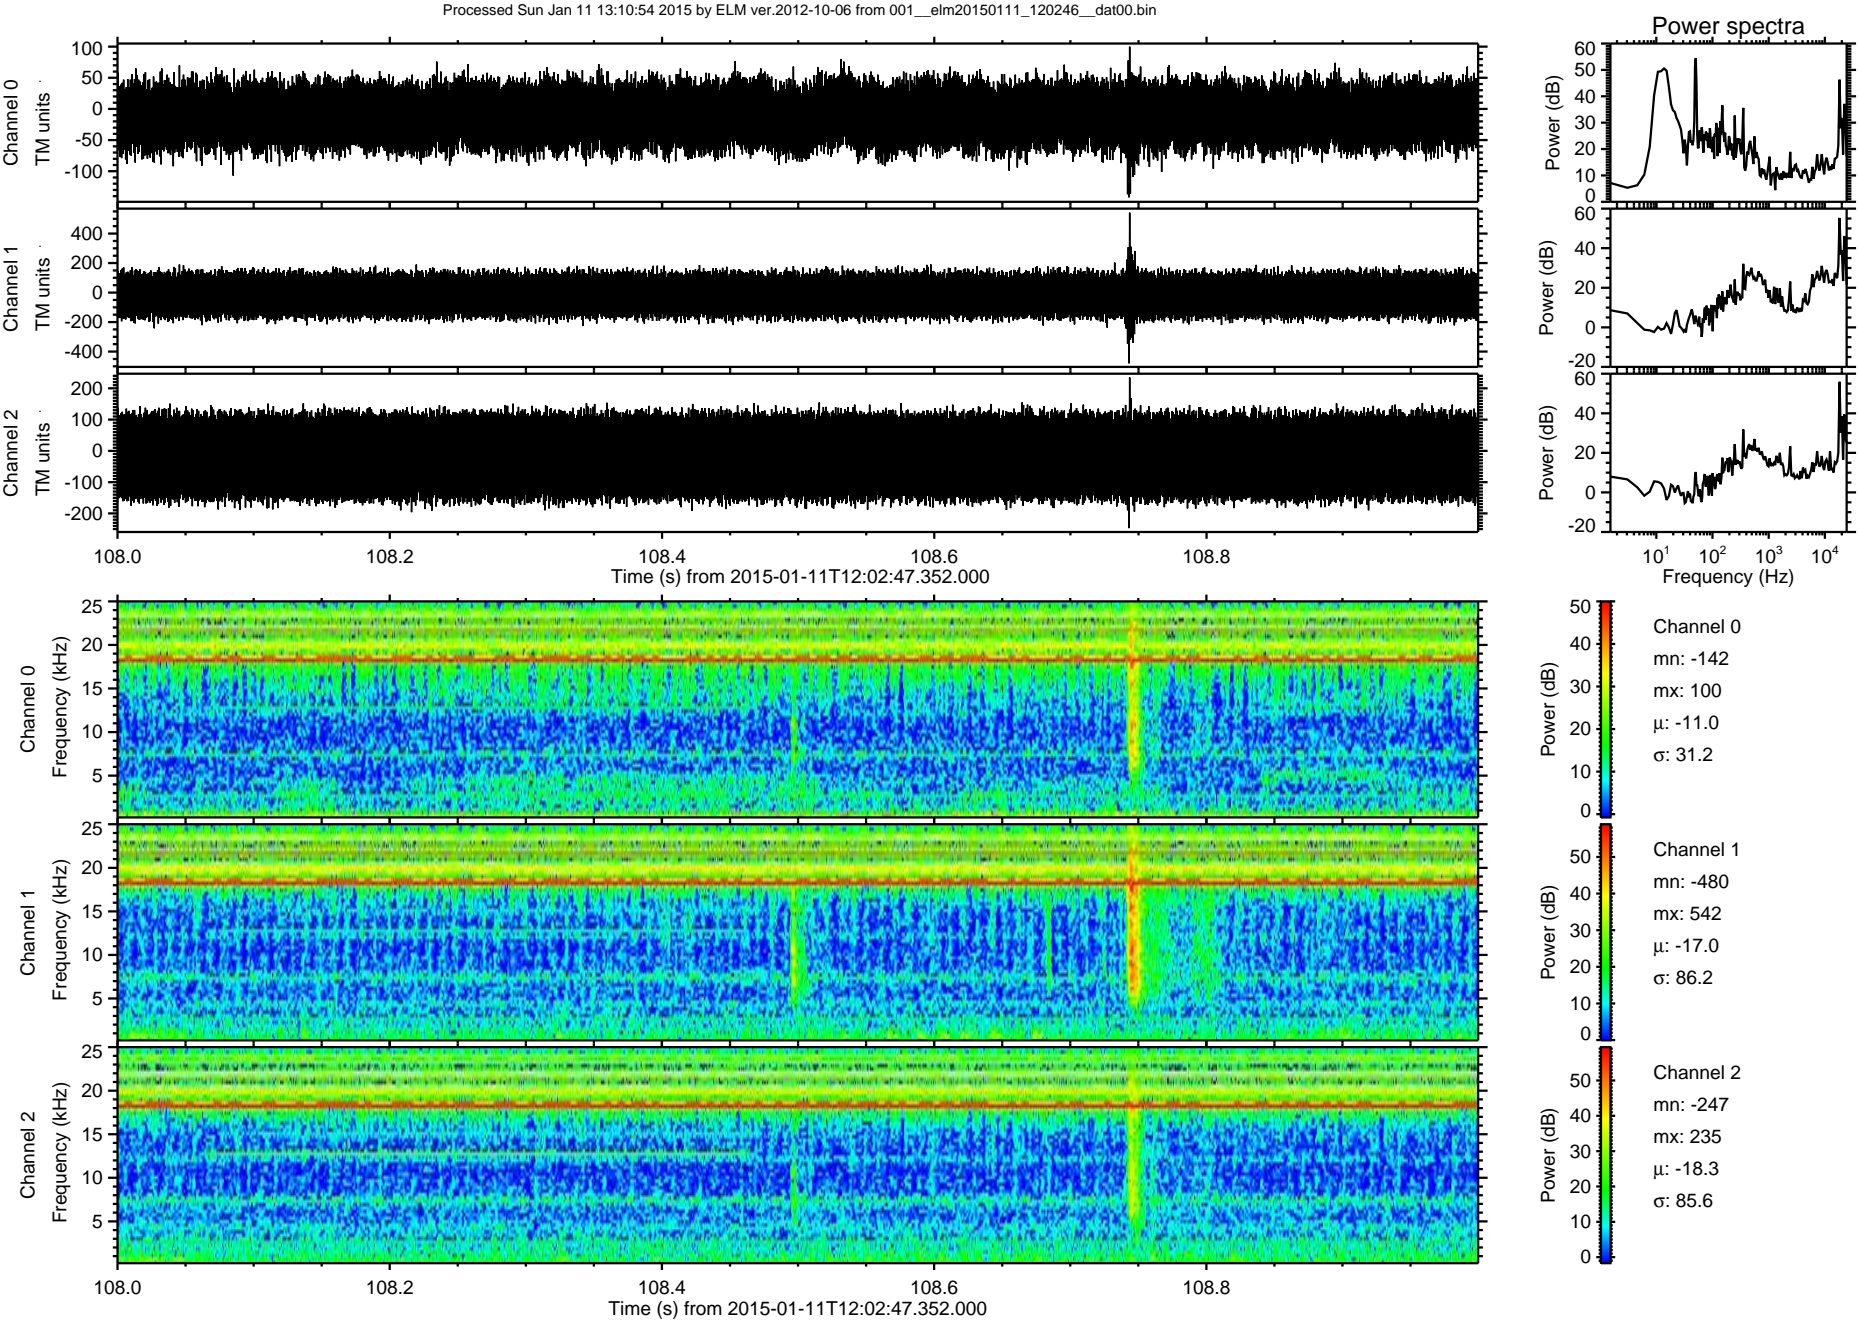 Processed Sun Jan 11 13:10:54 2015 by ELM ver.2012-10-06 from 001__elm20150111_120246__dat00.bin
Power spectra
Channel 0
TM units
100
50
0
-50
-100
Power (dB)
60
50
40
30
20
10
0
Channel 1
TM units
400
200
0
-200
-400
Power (dB)
60
40
20
0
-20
Channel 2
TM units
200
100
0
-100
-200
Power (dB)
60
40
20
0
-20
108.0 108.2 108.4 108.6 108.8
Time (s) from 2015-01-11T12:02:47.352.000
10¹ 10² 10³ 10⁴
Frequency (Hz)
Channel 0
Frequency (kHz)
25
20
15
10
5
Power (dB)
50
40
30
20
10
0
Channel 0
mn: -142
mx: 100
μ: -11.0
σ: 31.2
Channel 1
Frequency (kHz)
25
20
15
10
5
Power (dB)
50
40
30
20
10
0
Channel 1
mn: -480
mx: 542
μ: -17.0
σ: 86.2
Channel 2
Frequency (kHz)
25
20
15
10
5
Power (dB)
50
40
30
20
10
0
Channel 2
mn: -247
mx: 235
μ: -18.3
σ: 85.6
108.0 108.2 108.4 108.6 108.8
Time (s) from 2015-01-11T12:02:47.352.000